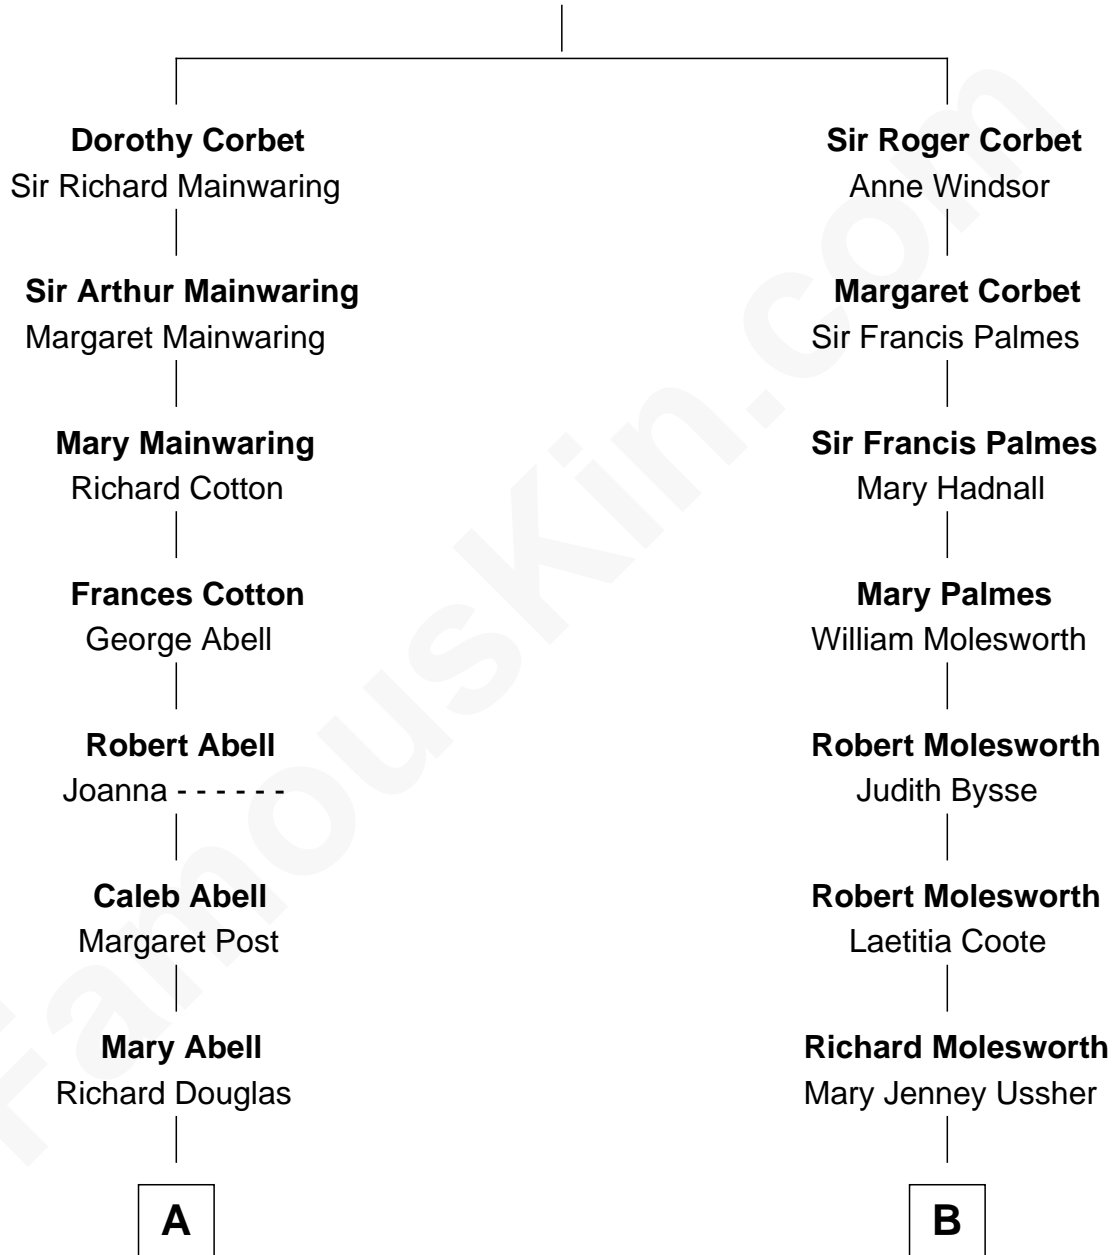 Dorothy Corbet
Sir Richard Mainwaring
Sir Arthur Mainwaring
Margaret Mainwaring
Mary Mainwaring
Richard Cotton
Frances Cotton
George Abell
Robert Abell
Joanna - - - - - -
Caleb Abell
Margaret Post
Mary Abell
Richard Douglas
A
Sir Roger Corbet
Anne Windsor
Margaret Corbet
Sir Francis Palmes
Sir Francis Palmes
Mary Hadnall
Mary Palmes
William Molesworth
Robert Molesworth
Judith Bysse
Robert Molesworth
Laetitia Coote
Richard Molesworth
Mary Jenney Ussher
B
FamousKin.com